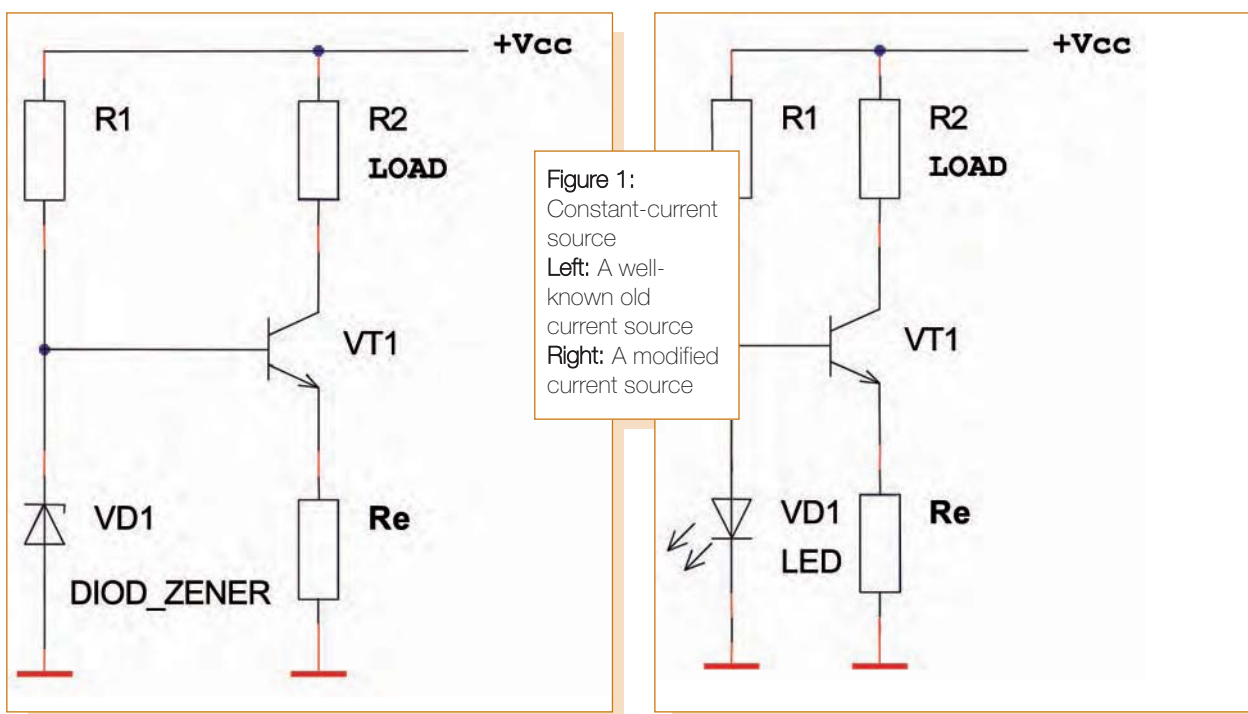 +Vcc
R1
R2
LOAD
VT1
VD1
Re
DIOD_ZENER
Figure 1:
Constant-current
source
Left: A well-
known old
current source
Right: A modified
current source
+Vcc
R1
R2
LOAD
VT1
VD1
LED
Re